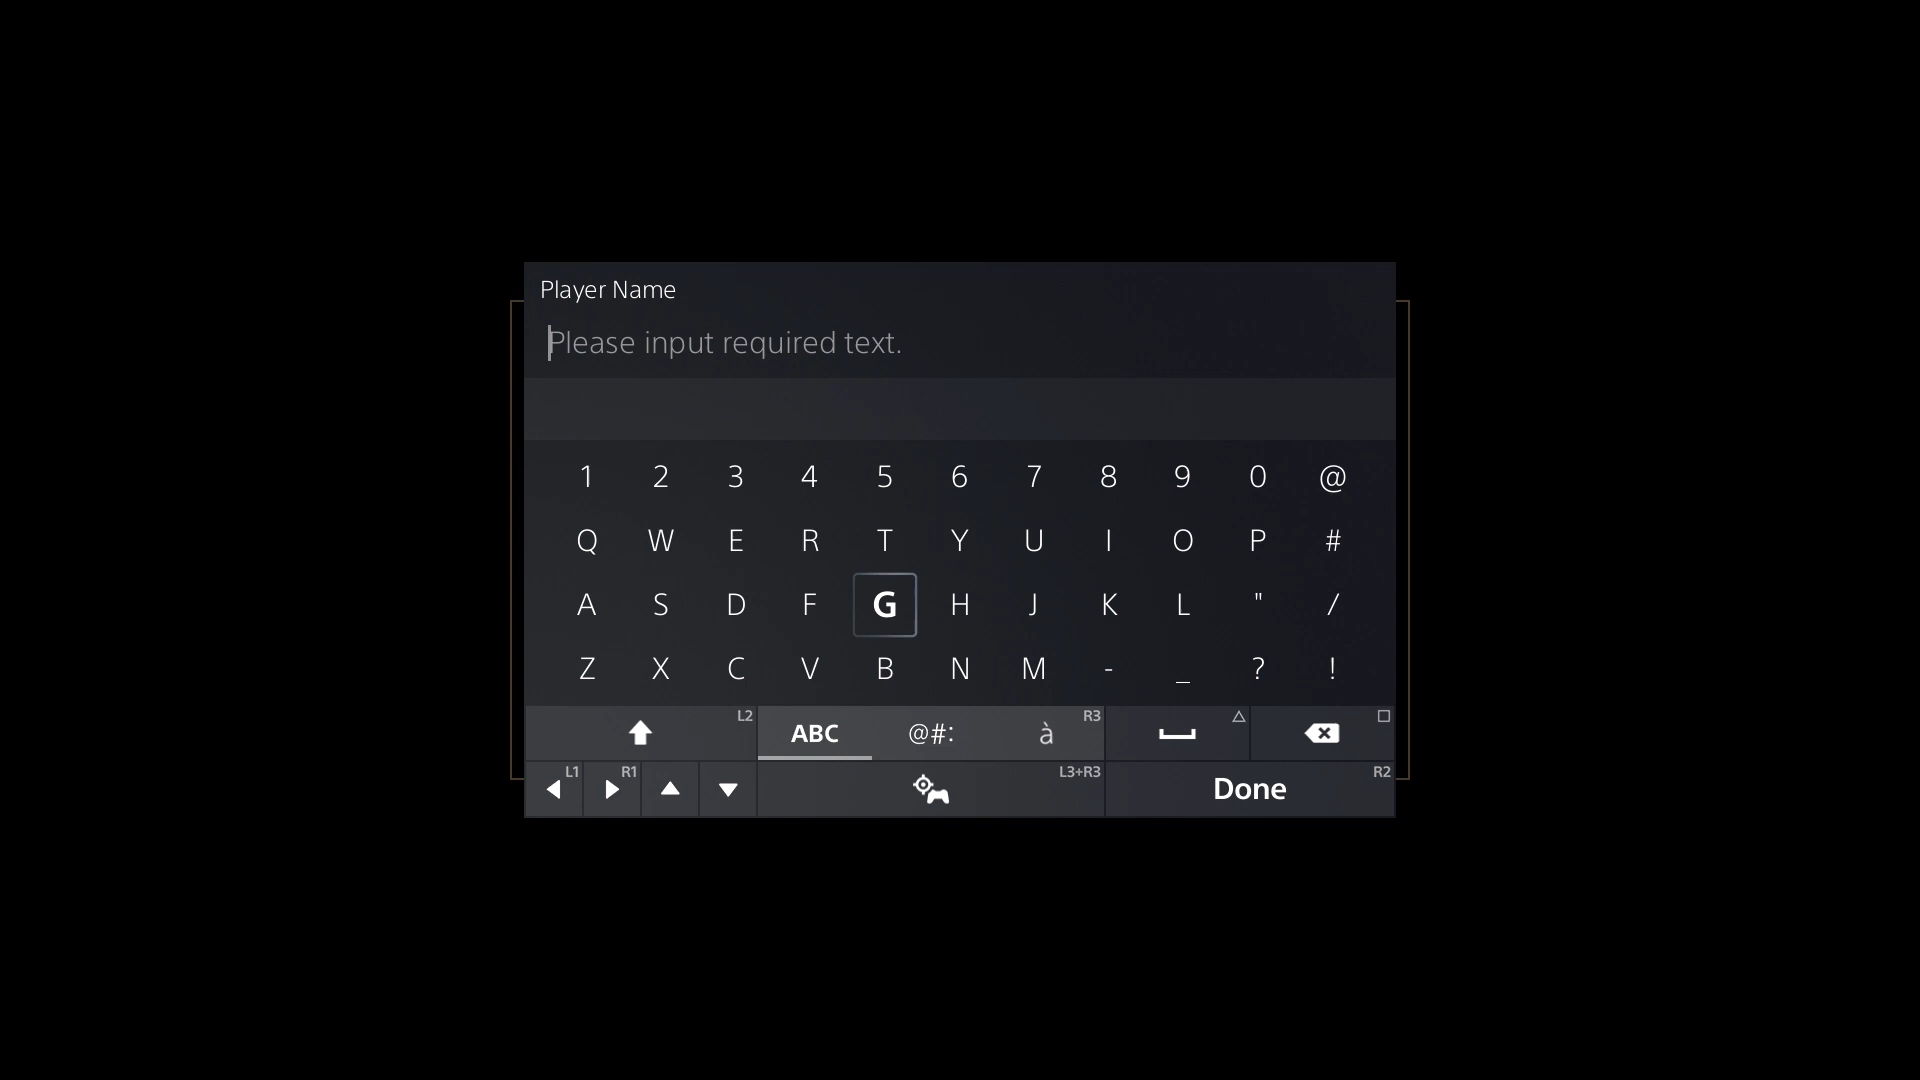 Player Name
Please input required text.
1 2 3 4 5 6 7 8 9 0 @
Q W E R T Y U I O P #
A S D F G H J K L " /
Z X C V B N M - _ ? !
L2 ABC @#: à R3
L1 R1 L3+R3 Done R2